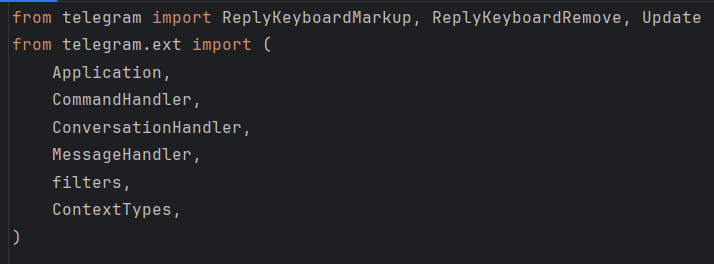 from telegram import ReplyKeyboardMarkup, ReplyKeyboardRemove, Update
from telegram.ext import (
    Application,
    CommandHandler,
    ConversationHandler,
    MessageHandler,
    filters,
    ContextTypes,
)